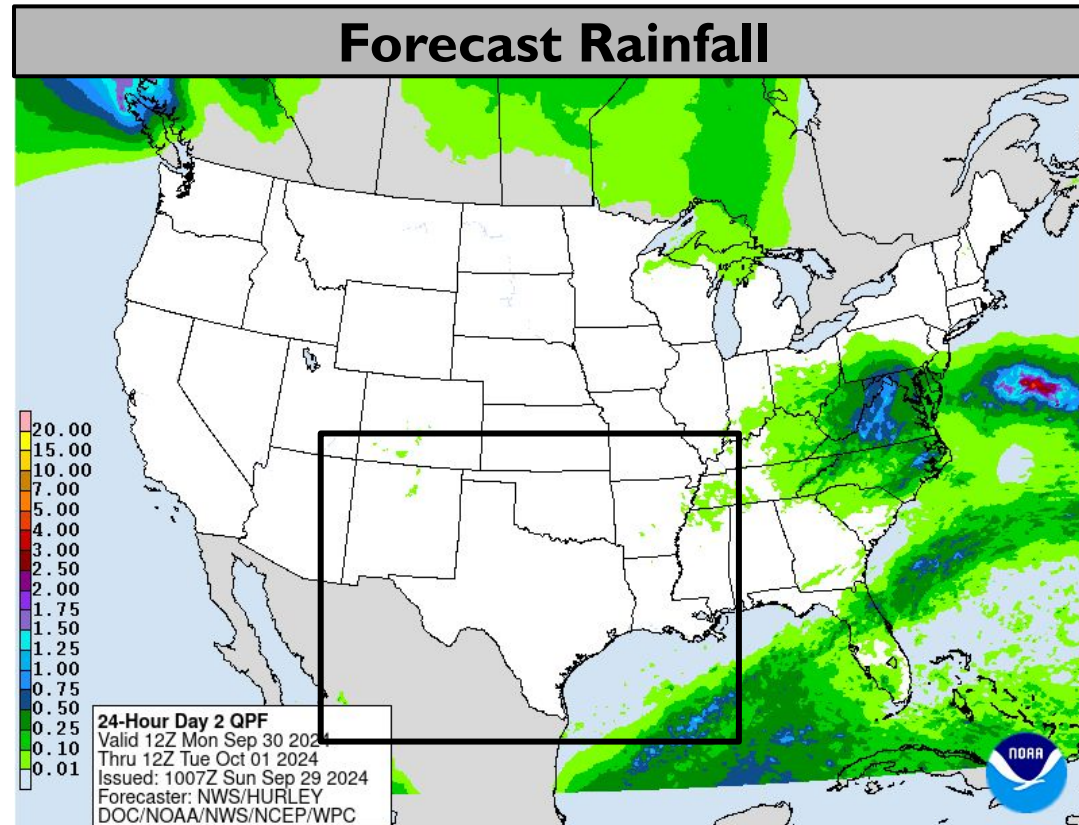 Forecast Rainfall
20.00
15.00
10.00
7.00
5.00
4.00
3.00
2.50
2.00
1.75
1.50
1.25
1.00
0.75
0.50
0.25
0.10
0.01
24-Hour Day 2 QPF
Valid 12Z Mon Sep 30 2024
Thru 12Z Tue Oct 01 2024
Issued: 1007Z Sun Sep 29 2024
Forecaster: NWS/HURLEY
DOC/NOAA/NWS/NCEP/WPC
NOAA